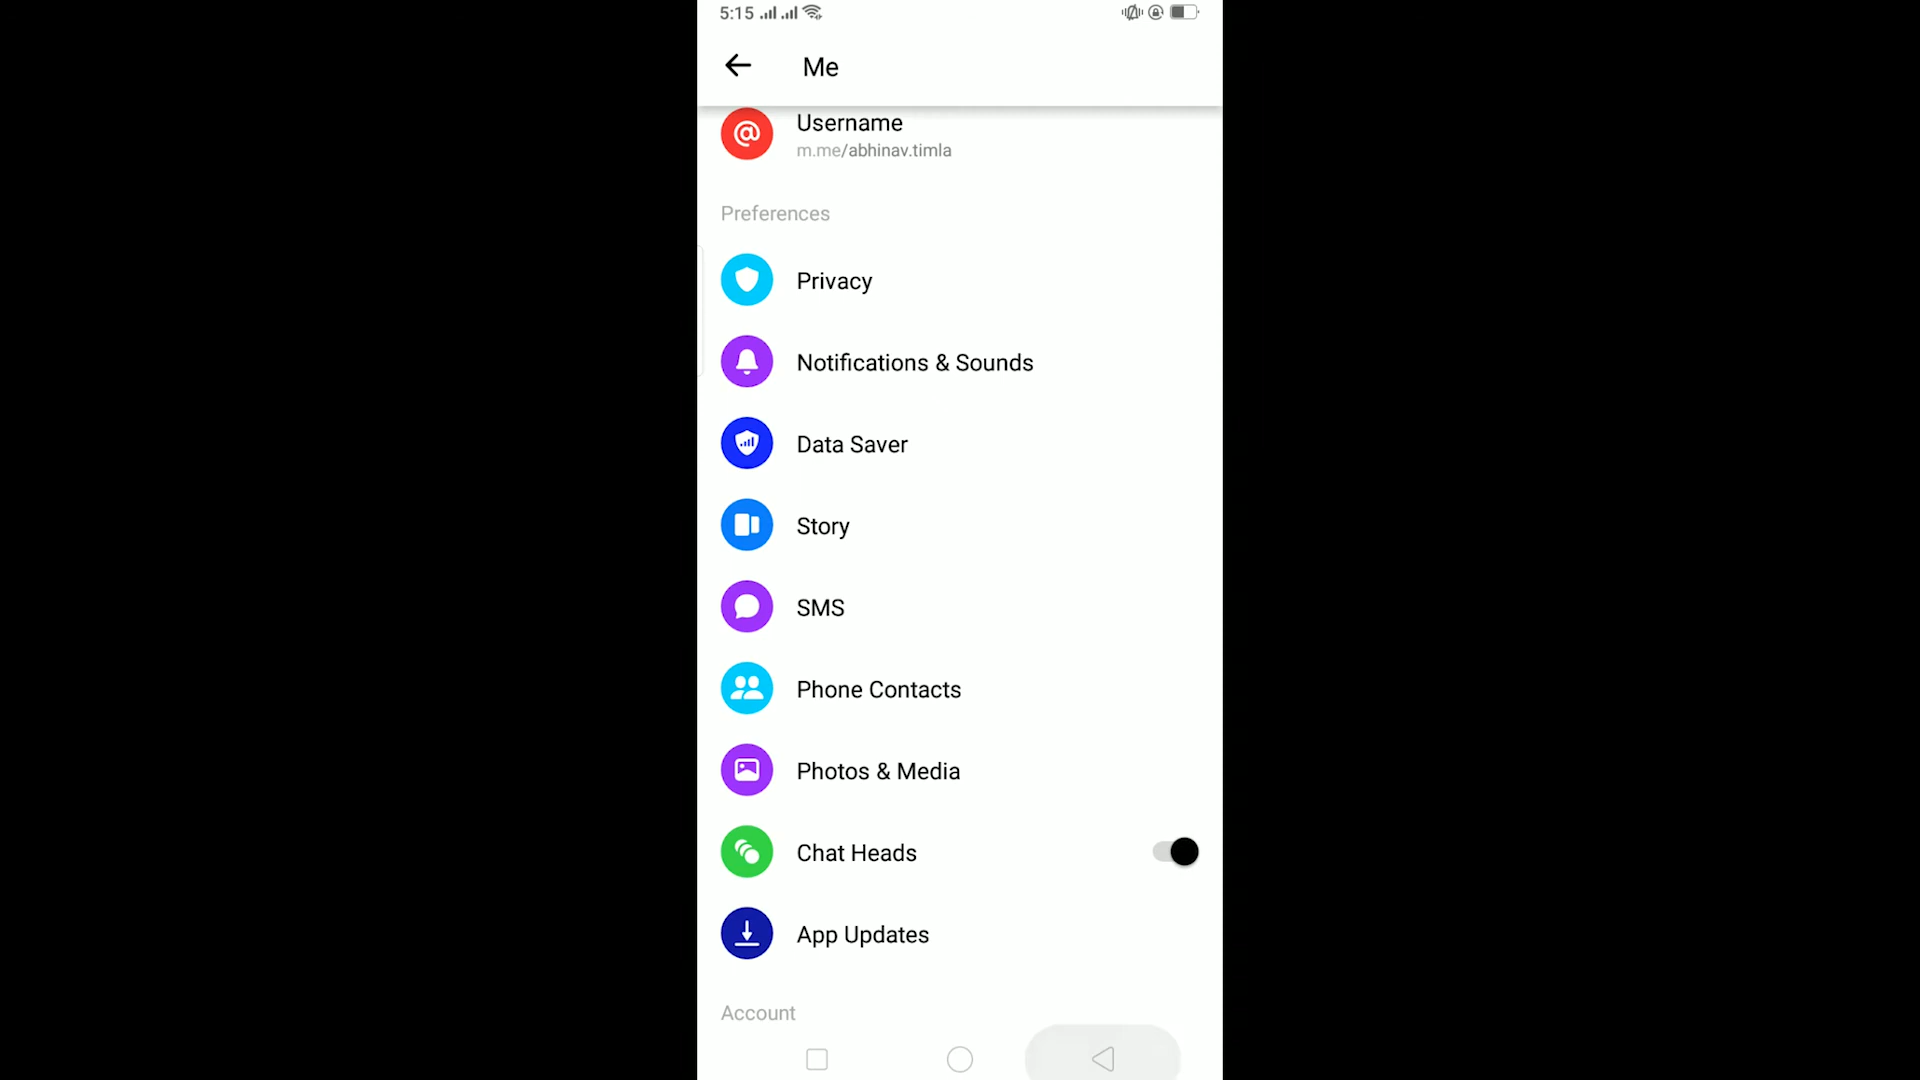 5:15
Me
Username
m.me/abhinav.timla
Preferences
Privacy
Notifications & Sounds
Data Saver
Story
SMS
Phone Contacts
Photos & Media
Chat Heads
App Updates
Account